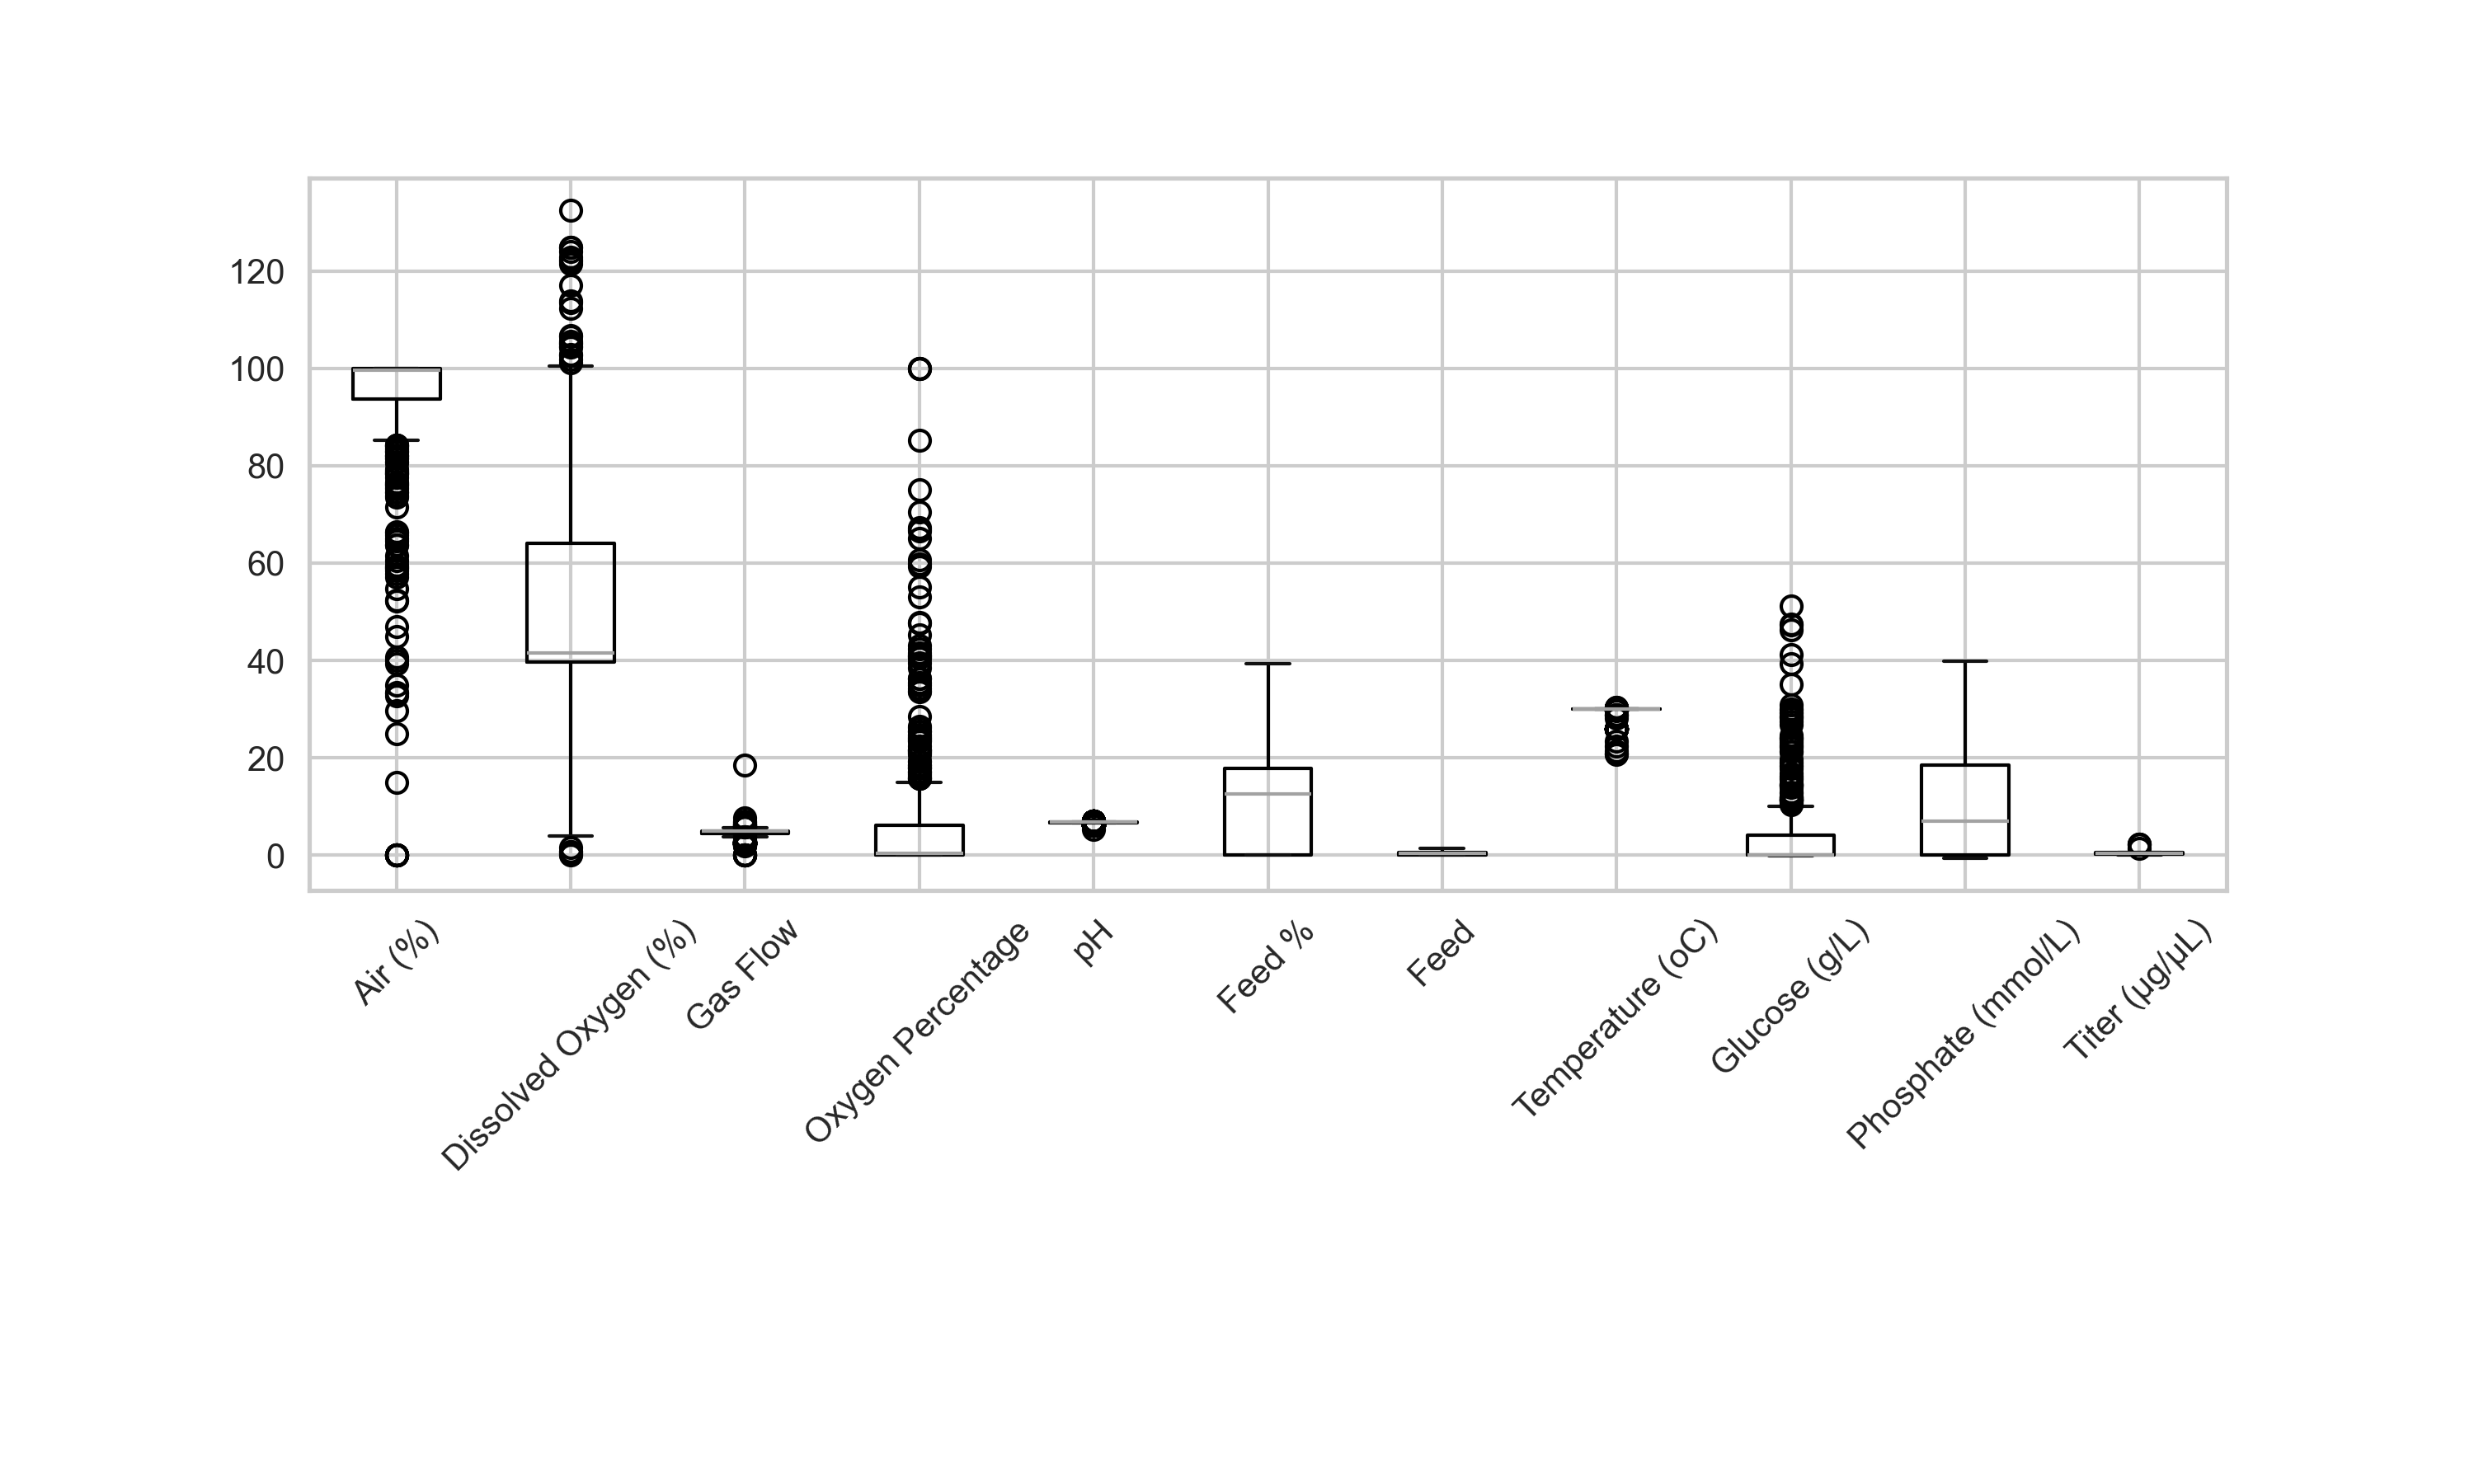 120
100
80
60
40
20
0
Air (%)
Dissolved Oxygen (%)
Gas Flow
Oxygen Percentage
pH
Feed %
Feed
Temperature (oC)
Glucose (g/L)
Phosphate (mmol/L)
Titer (µg/µL)